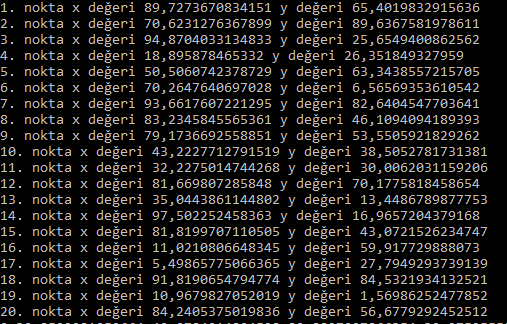 1. nokta x değeri 89,7273670834151 y değeri 65,4019832915636
2. nokta x değeri 70,6231276367899 y değeri 89,6367581978611
3. nokta x değeri 94,8704033134833 y değeri 25,6549400862562
4. nokta x değeri 18,895878465332 y değeri 26,351849327959
5. nokta x değeri 50,5060742378729 y değeri 63,3438557215705
6. nokta x değeri 70,2647640697028 y değeri 6,56569353610542
7. nokta x değeri 93,6617607221295 y değeri 82,6404547703641
8. nokta x değeri 83,2345845565361 y değeri 46,1094094189393
9. nokta x değeri 79,1736692558851 y değeri 53,5505921829262
10. nokta x değeri 43,2227712791519 y değeri 38,5052781731381
11. nokta x değeri 32,2275014744268 y değeri 30,0062031159206
12. nokta x değeri 81,669807285848 y değeri 70,1775818458654
13. nokta x değeri 35,0443861144802 y değeri 13,4486789877753
14. nokta x değeri 97,502252458363 y değeri 16,9657204379168
15. nokta x değeri 81,8199707110505 y değeri 43,0721526234747
16. nokta x değeri 11,0210806648345 y değeri 59,917729888073
17. nokta x değeri 5,49865775066365 y değeri 27,7949293739139
18. nokta x değeri 91,8190654794774 y değeri 84,5321934132521
19. nokta x değeri 10,9679827052019 y değeri 1,56986252477852
20. nokta x değeri 84,2405375019836 y değeri 56,6779292452512